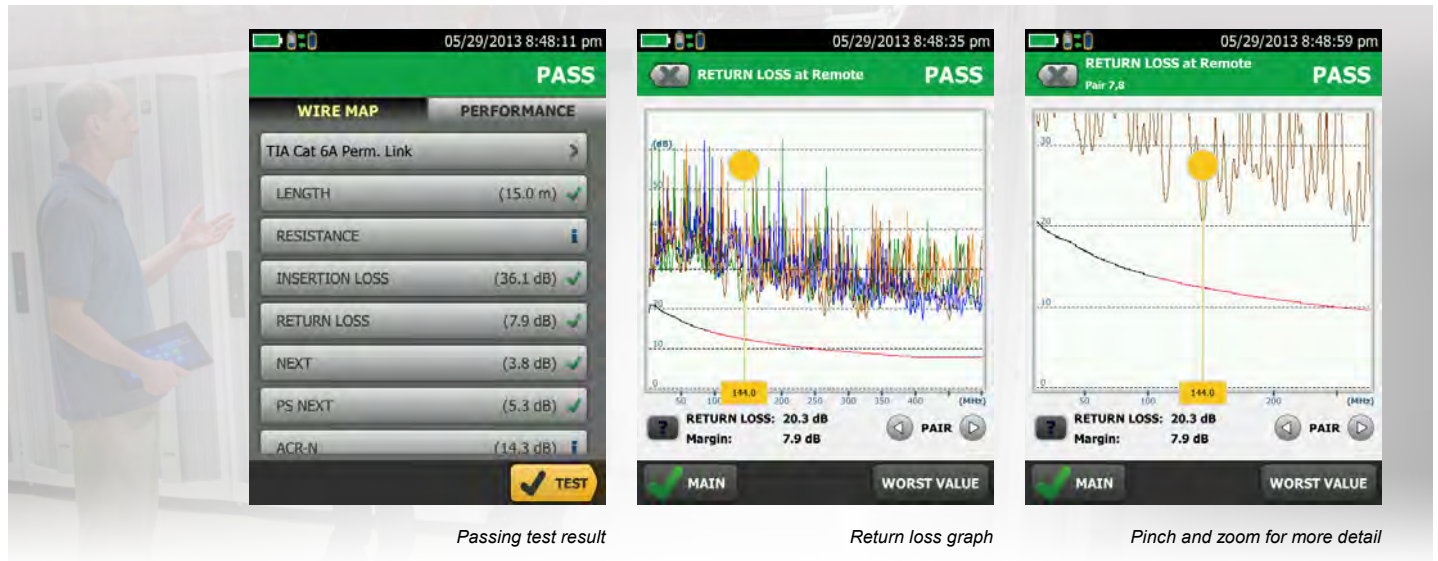 05/29/2013 8:48:11 pm
PASS
WIRE MAP PERFORMANCE
TIA Cat 6A Perm. Link >
LENGTH (15.0 m)
RESISTANCE i
INSERTION LOSS (36.1 dB)
RETURN LOSS (7.9 dB)
NEXT (3.8 dB)
PS NEXT (5.3 dB)
ACR-N (14.3 dB) i
TEST
Passing test result
05/29/2013 8:48:35 pm
RETURN LOSS at Remote PASS
(dB)
20
10
0
50 144.0 200 250 300 350 400 (MHz)
? RETURN LOSS: 20.3 dB
Margin: 7.9 dB
PAIR
MAIN WORST VALUE
Return loss graph
05/29/2013 8:48:59 pm
RETURN LOSS at Remote
Pair 7,8
PASS
30
20
10
0
50 100 144.0 200 (MHz)
? RETURN LOSS: 20.3 dB
Margin: 7.9 dB
PAIR
MAIN WORST VALUE
Pinch and zoom for more detail